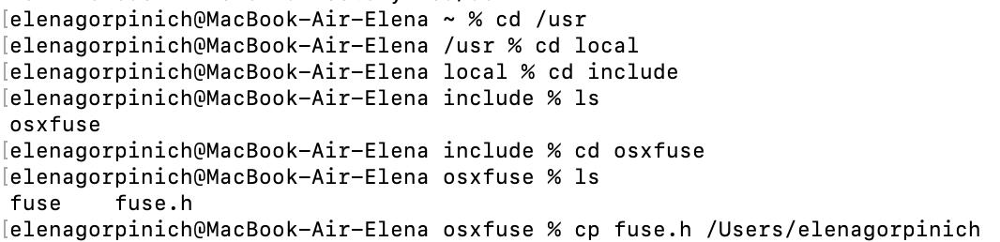 [elenagorpinich@MacBook-Air-Elena ~ % cd /usr
[elenagorpinich@MacBook-Air-Elena /usr % cd local
[elenagorpinich@MacBook-Air-Elena local % cd include
[elenagorpinich@MacBook-Air-Elena include % ls
osxfuse
[elenagorpinich@MacBook-Air-Elena include % cd osxfuse
[elenagorpinich@MacBook-Air-Elena osxfuse % ls
fuse    fuse.h
[elenagorpinich@MacBook-Air-Elena osxfuse % cp fuse.h /Users/elenagorpinich